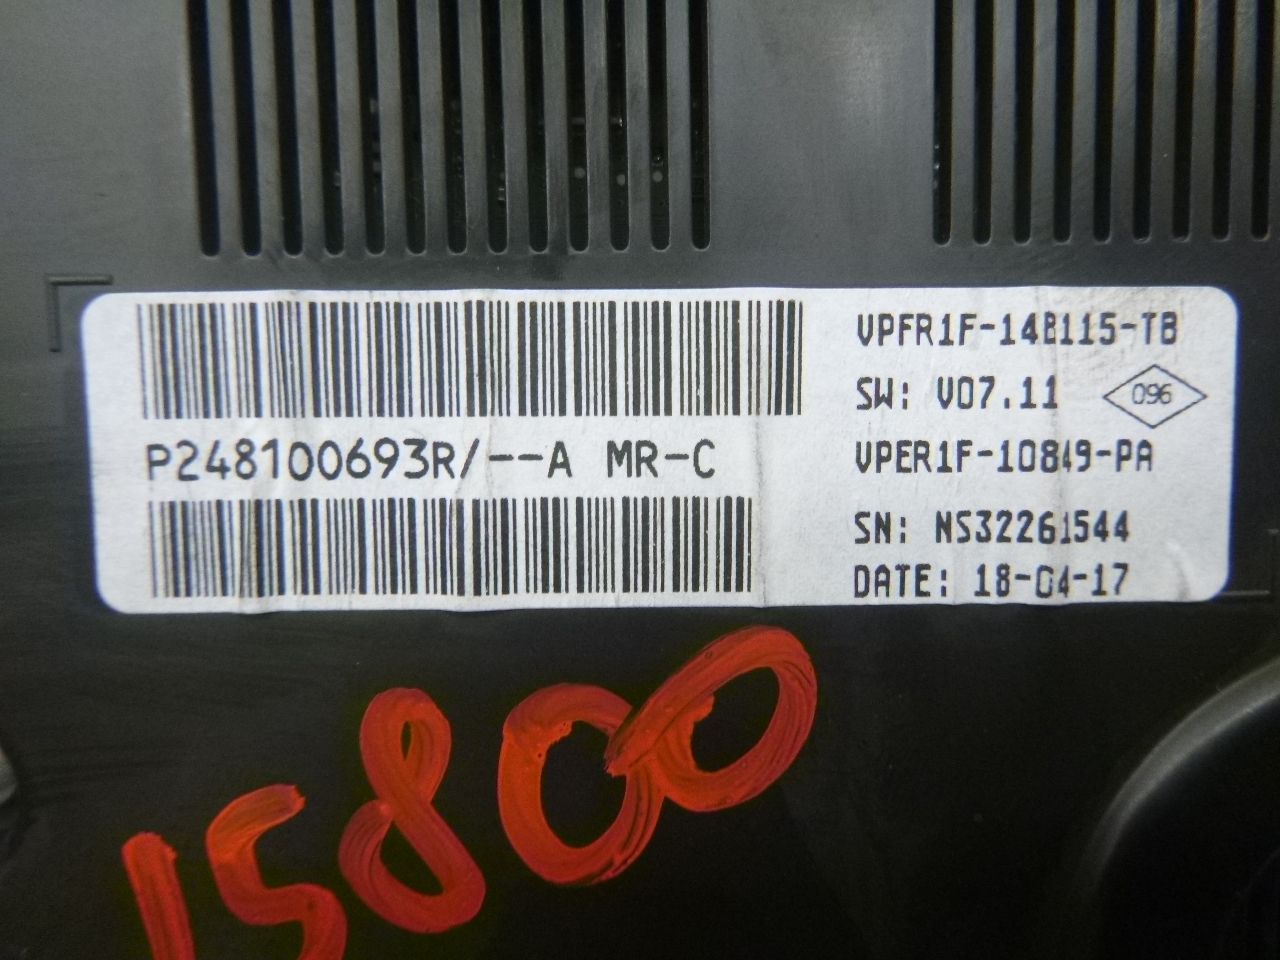 VPFR1F-14B115-TB
SW: V07.11
096
P248100693R/--A MR-C
VPER1F-10849-PA
SN: NS32261544
DATE: 18-04-17
15800